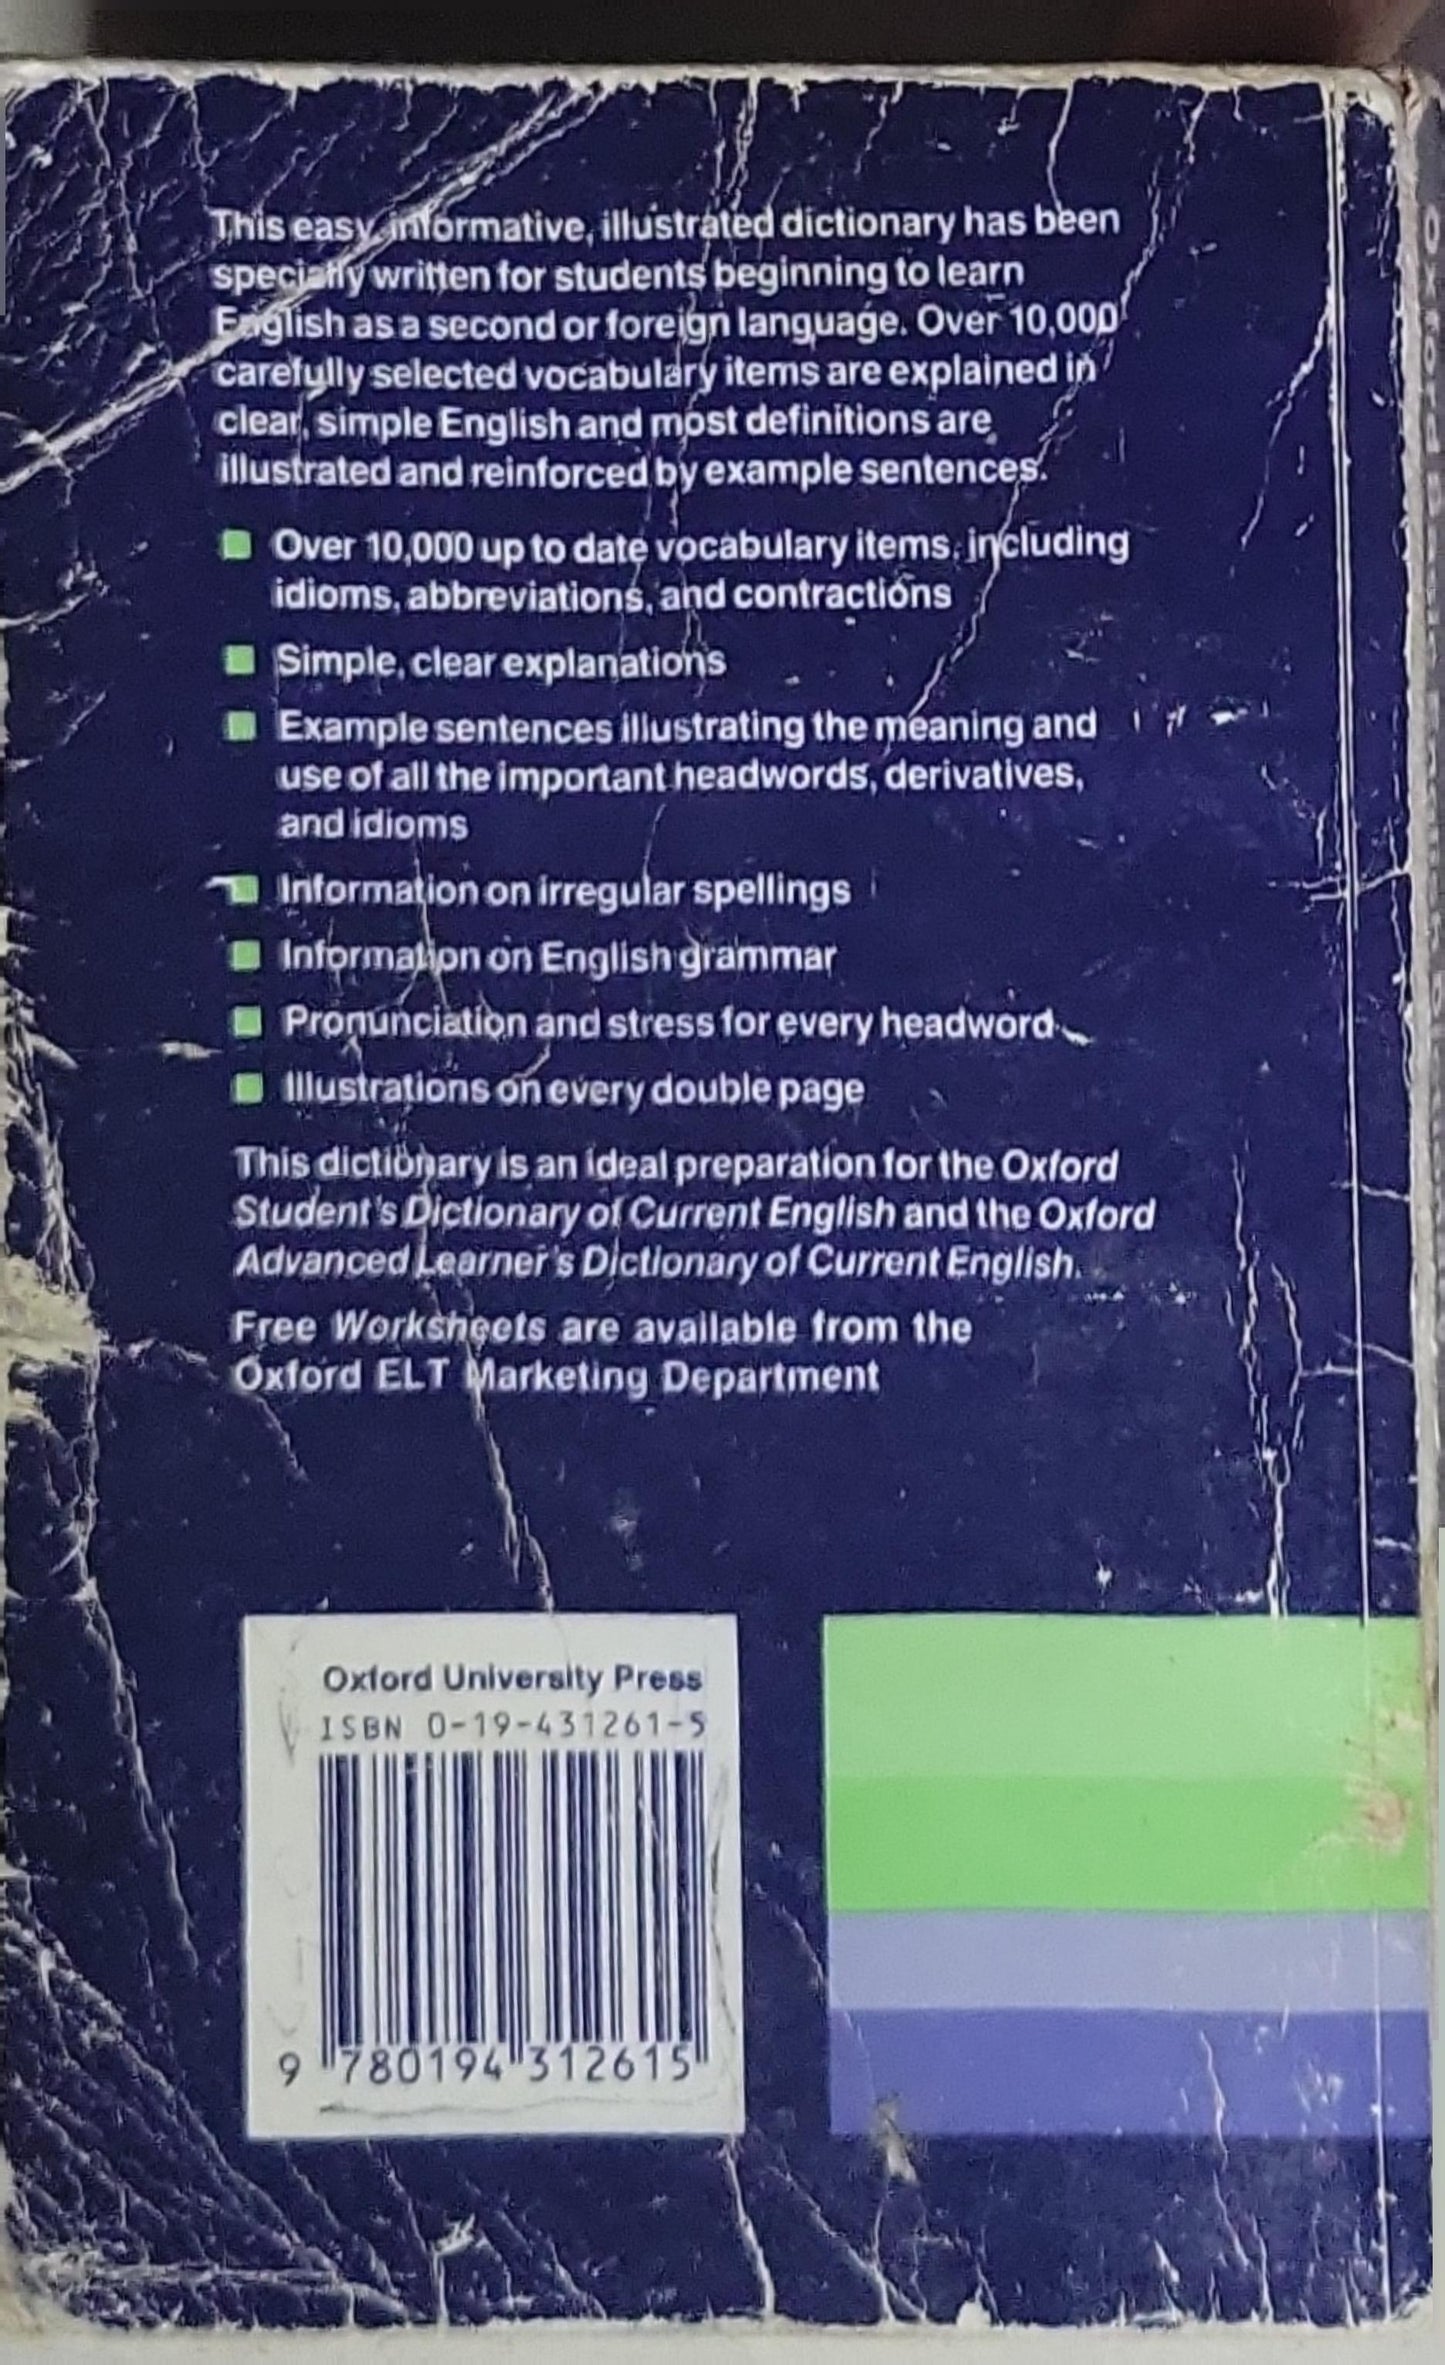 This easy, informative, illustrated dictionary has been
specially written for students beginning to learn
English as a second or foreign language. Over 10,000
carefully selected vocabulary items are explained in
clear, simple English and most definitions are
illustrated and reinforced by example sentences.
Over 10,000 up to date vocabulary items, including
idioms, abbreviations, and contractions
Simple, clear explanations
Example sentences illustrating the meaning and
use of all the important headwords, derivatives,
and idioms
Information on irregular spellings
Information on English grammar
Pronunciation and stress for every headword
Illustrations on every double page
This dictionary is an ideal preparation for the Oxford
Student's Dictionary of Current English and the Oxford
Advanced Learner's Dictionary of Current English.
Free Worksheets are available from the
Oxford ELT Marketing Department
Oxford University Press
ISBN 0-19-431261-5
9 780194 312615